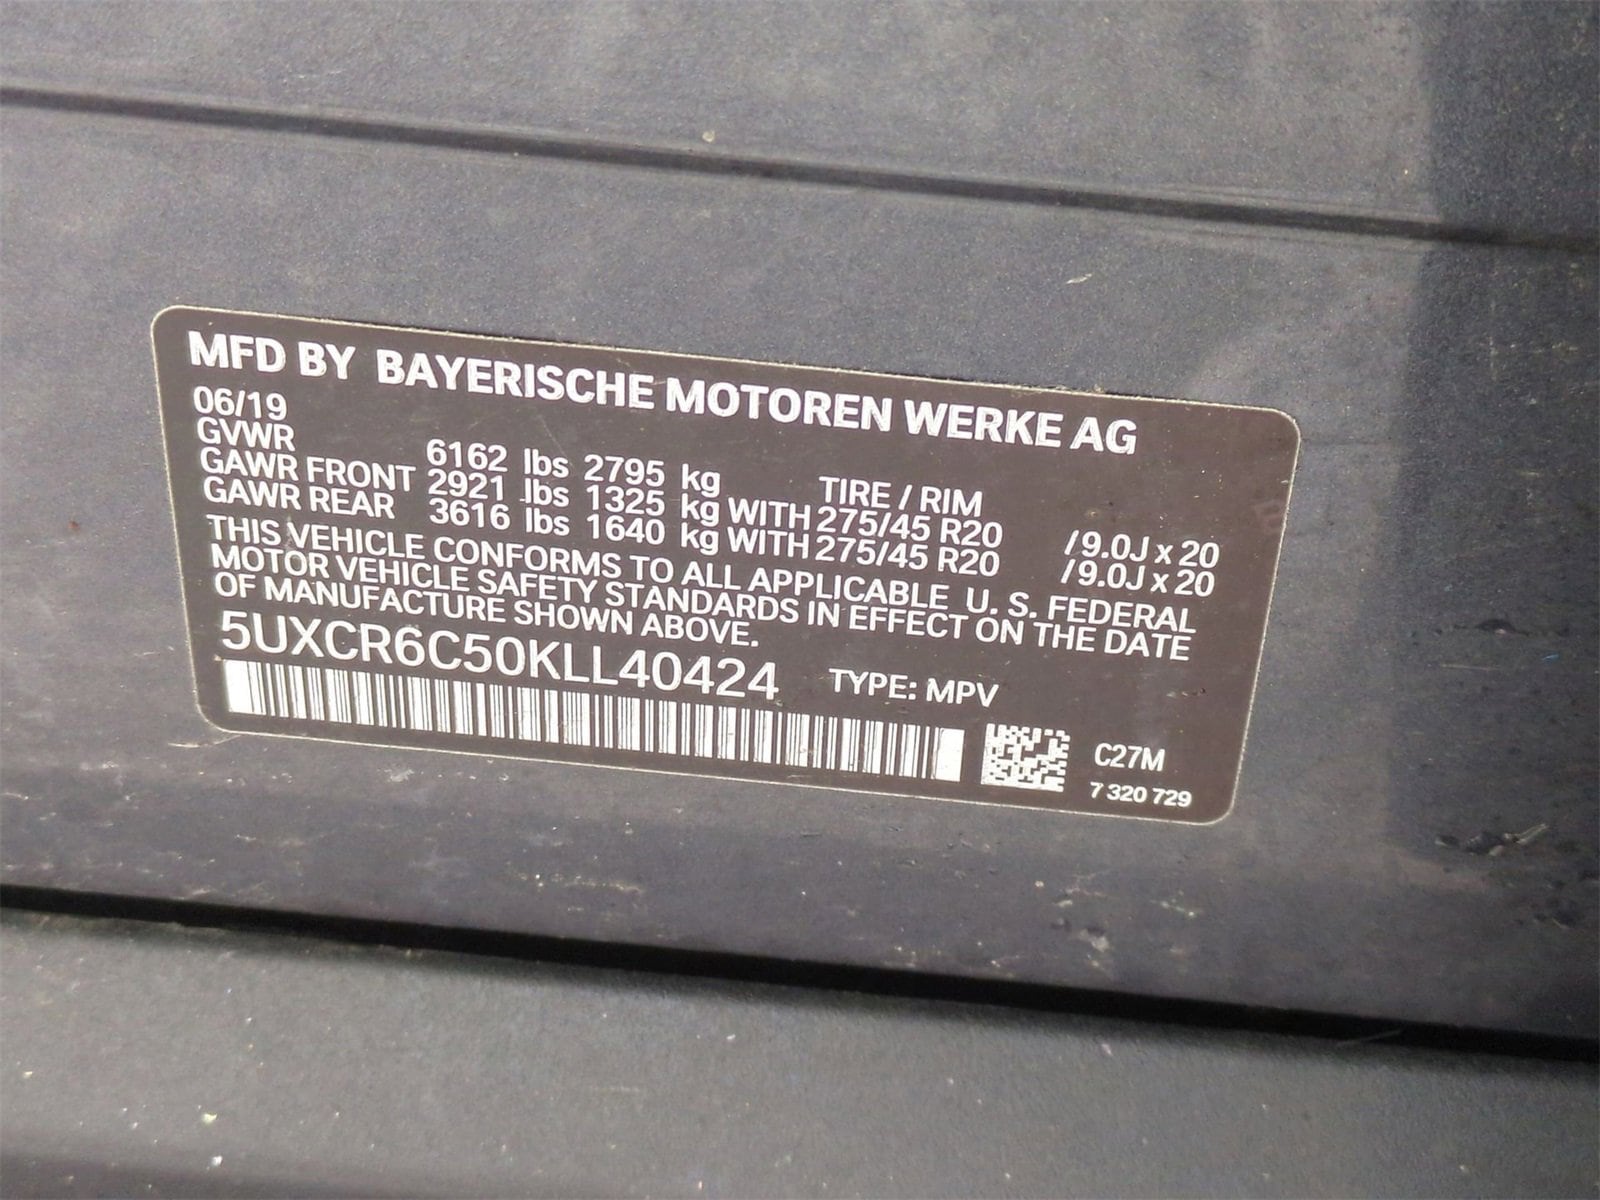 MFD BY BAYERISCHE MOTOREN WERKE AG
06/19
GVWR 6162 lbs 2795 kg TIRE / RIM
GAWR FRONT 2921 lbs 1325 kg WITH 275/45 R20 /9.0J x 20
GAWR REAR 3616 lbs 1640 kg WITH 275/45 R20 /9.0J x 20
THIS VEHICLE CONFORMS TO ALL APPLICABLE U. S. FEDERAL
MOTOR VEHICLE SAFETY STANDARDS IN EFFECT ON THE DATE
OF MANUFACTURE SHOWN ABOVE.
5UXCR6C50KLL40424 TYPE: MPV
C27M
7 320 729